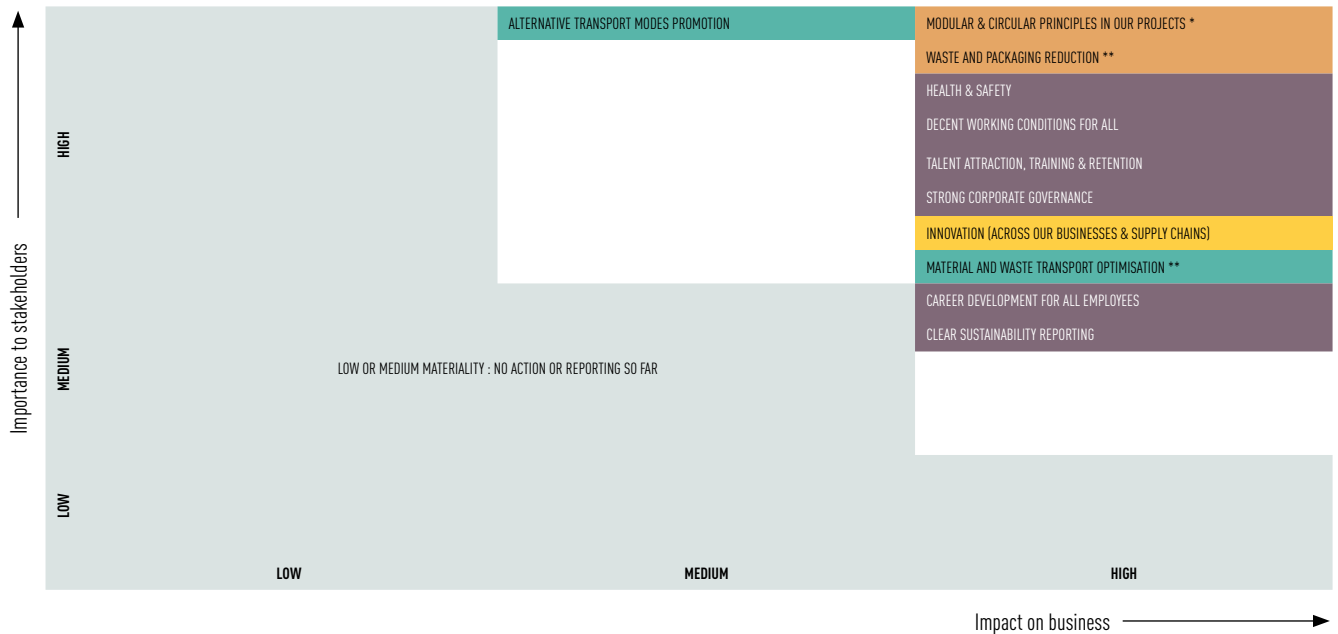 ALTERNATIVE TRANSPORT MODES PROMOTION
MODULAR & CIRCULAR PRINCIPLES IN OUR PROJECTS *
WASTE AND PACKAGING REDUCTION **
HEALTH & SAFETY
DECENT WORKING CONDITIONS FOR ALL
TALENT ATTRACTION, TRAINING & RETENTION
STRONG CORPORATE GOVERNANCE
INNOVATION (ACROSS OUR BUSINESSES & SUPPLY CHAINS)
MATERIAL AND WASTE TRANSPORT OPTIMISATION **
CAREER DEVELOPMENT FOR ALL EMPLOYEES
CLEAR SUSTAINABILITY REPORTING
LOW OR MEDIUM MATERIALITY : NO ACTION OR REPORTING SO FAR
Importance to stakeholders
HIGH
MEDIUM
LOW
LOW
MEDIUM
HIGH
Impact on business